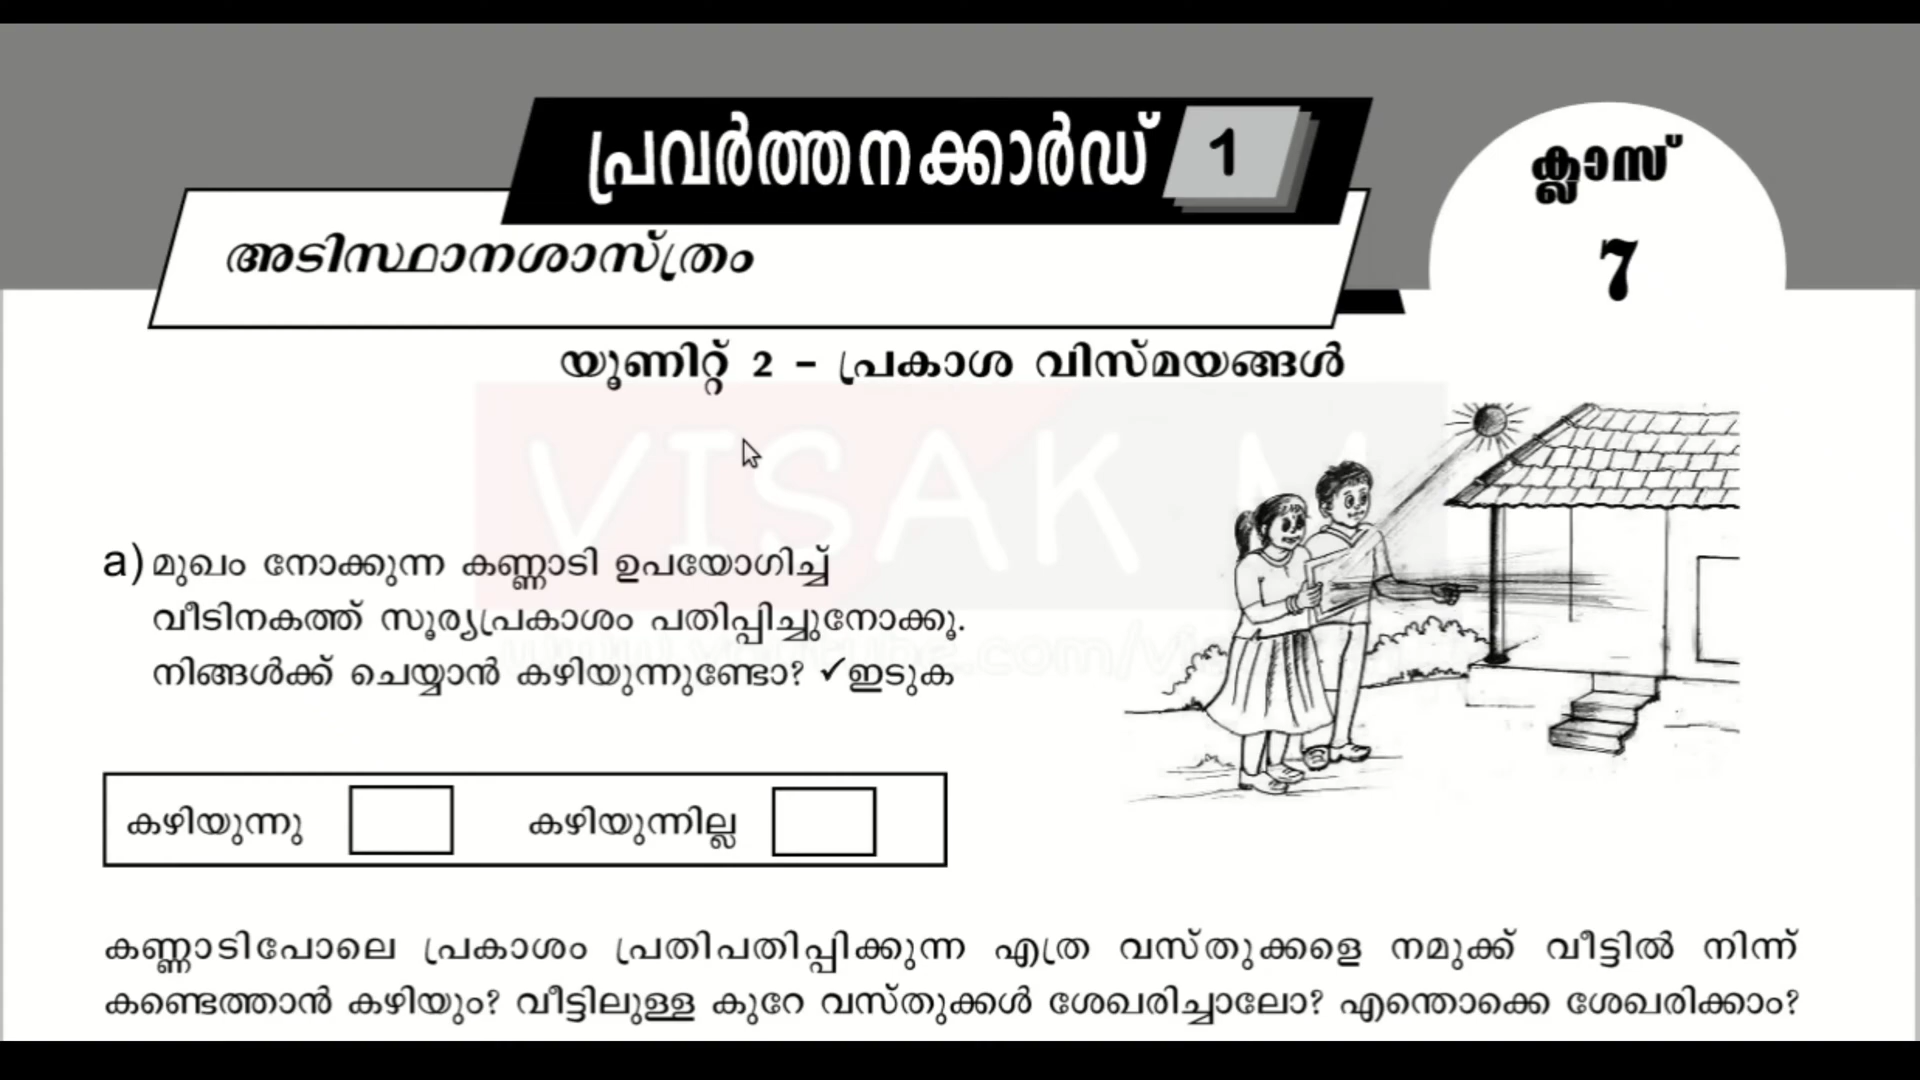 പ്രവർത്തനക്കാർഡ് 1
ക്ലാസ്
7
അടിസ്ഥാനശാസ്ത്രം
യൂണിറ്റ് 2 - പ്രകാശ വിസ്മയങ്ങൾ
VISAK M
a) മുഖം നോക്കുന്ന കണ്ണാടി ഉപയോഗിച്ച്
വീടിനകത്ത് സൂര്യപ്രകാശം പതിപ്പിച്ചുനോക്കൂ.
നിങ്ങൾക്ക് ചെയ്യാൻ കഴിയുന്നുണ്ടോ? ✓ഇടുക
കഴിയുന്നു കഴിയുന്നില്ല
കണ്ണാടിപോലെ പ്രകാശം പ്രതിപതിപ്പിക്കുന്ന എത്ര വസ്തുക്കളെ നമുക്ക് വീട്ടിൽ നിന്ന്
കണ്ടെത്താൻ കഴിയും? വീട്ടിലുള്ള കുറേ വസ്തുക്കൾ ശേഖരിച്ചാലോ? എന്തൊക്കെ ശേഖരിക്കാം?